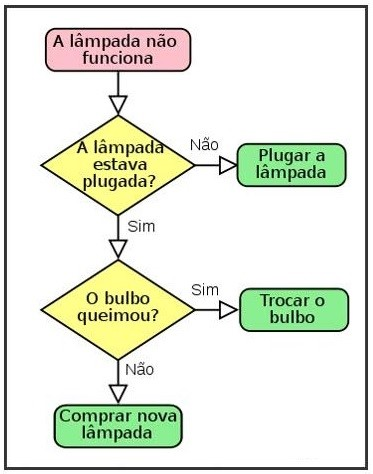 A lâmpada não
funciona
A lâmpada
estava
plugada?
Não
Plugar a
lâmpada
Sim
O bulbo
queimou?
Sim
Trocar o
bulbo
Não
Comprar nova
lâmpada